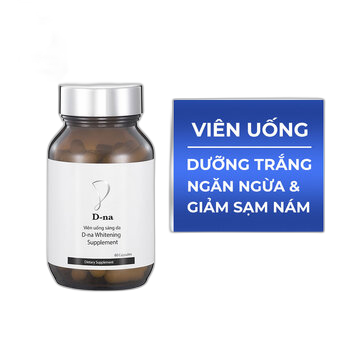 D-na
Viên uống sáng da
D-na Whitening
Supplement
60 Capsules
Dietary Supplement
VIÊN UỐNG
DƯỠNG TRẮNG
NGĂN NGỪA &
GIẢM SẠM NÁM